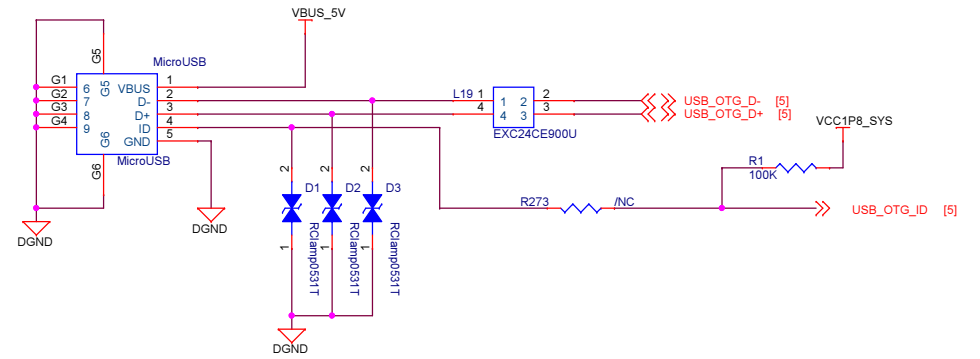 VBUS_5V
G5
MicroUSB
G1 6 G5 VBUS 1
G2 7 D- 2
G3 8 D+ 3
G4 9 ID 4
G6 GND 5
MicroUSB
G6
L19 1 1 2 2 USB_OTG_D- [5]
4 4 3 3 USB_OTG_D+ [5]
EXC24CE900U
VCC1P8_SYS
R1
100K
R273 /NC USB_OTG_ID [5]
2 D1 2 D2 2 D3
RClamp0531T RClamp0531T RClamp0531T
1 1 1
DGND
DGND
DGND